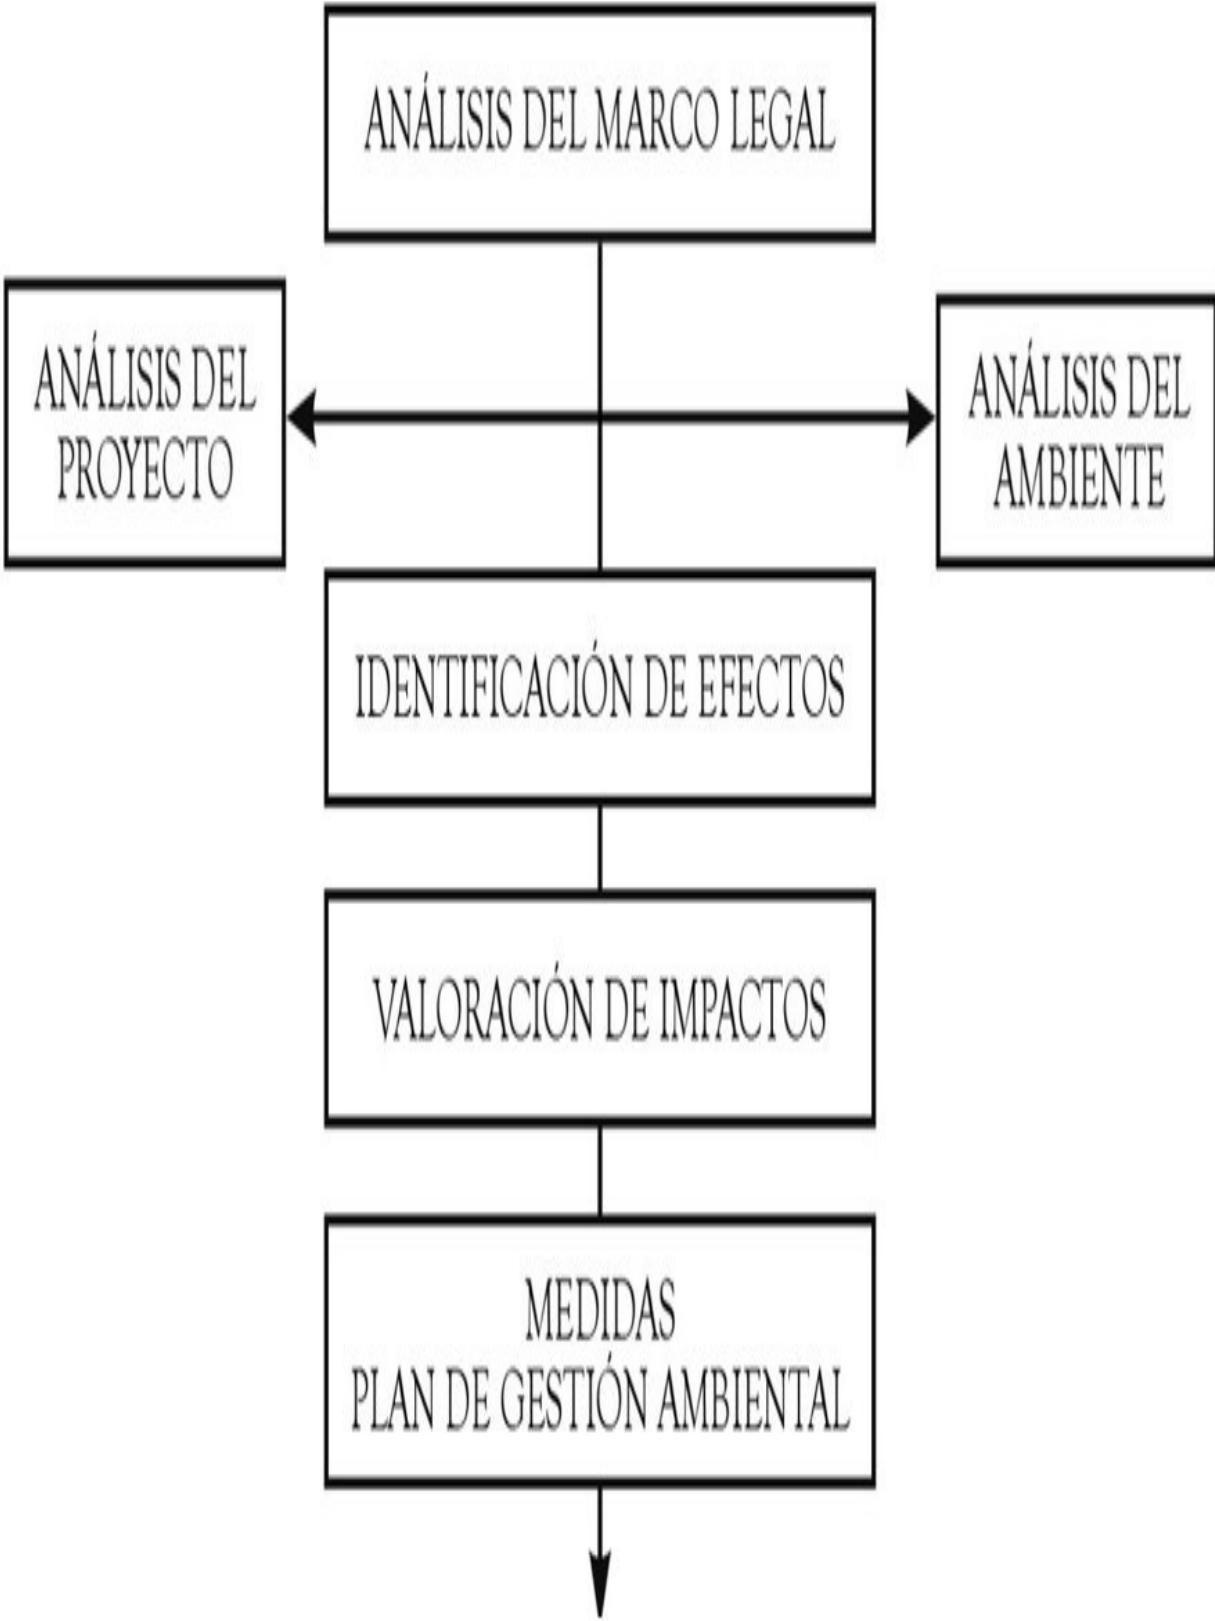 ANÁLISIS DEL MARCO LEGAL
ANÁLISIS DEL
PROYECTO
ANÁLISIS DEL
AMBIENTE
IDENTIFICACIÓN DE EFECTOS
VALORACIÓN DE IMPACTOS
MEDIDAS
PLAN DE GESTIÓN AMBIENTAL